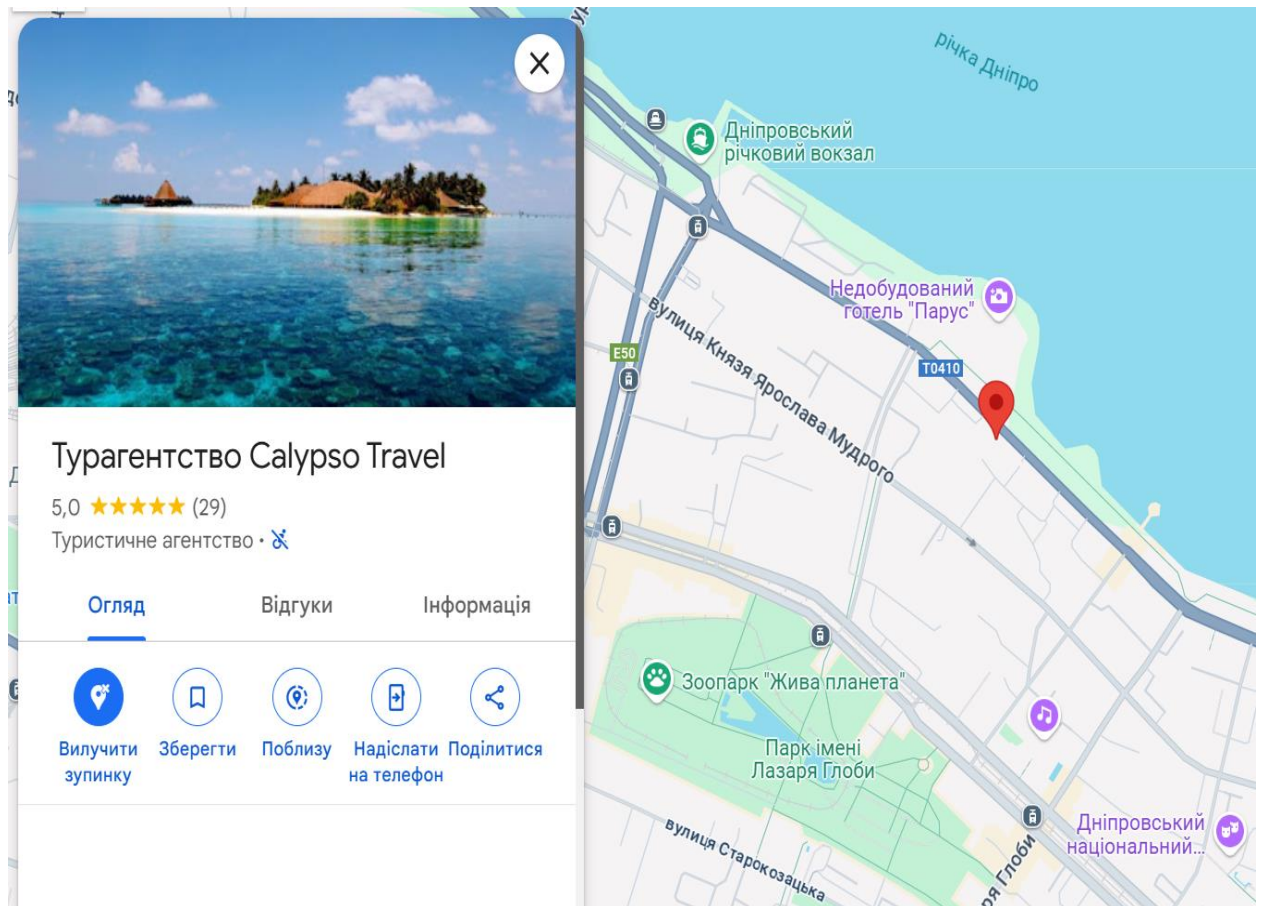 Турагентство Calypso Travel
5,0 ★★★★★ (29)
Туристичне агентство ·
Огляд
Відгуки
Інформація
Вилучити
зупинку
Зберегти
Поблизу
Надіслати
на телефон
Поділитися
річка Дніпро
Дніпровський
річковий вокзал
Недобудований
готель "Парус"
вулиця Князя Ярослава Мудрого
E50
T0410
Зоопарк "Жива планета"
Парк імені
Лазаря Глоби
Дніпровський
національний...
вулиця Старокозацька
ря Глоби